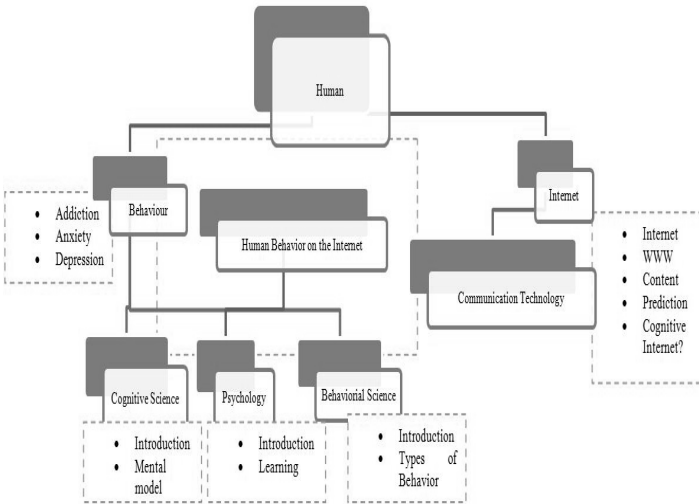 Human
Behaviour
Internet
• Addiction
• Anxiety
• Depression
Human Behavior on the Internet
Communication Technology
• Internet
• WWW
• Content
• Prediction
• Cognitive
Internet?
Cognitive Science
Psychology
Behaviorial Science
• Introduction
• Mental
model
• Introduction
• Learning
• Introduction
• Types of
Behavior